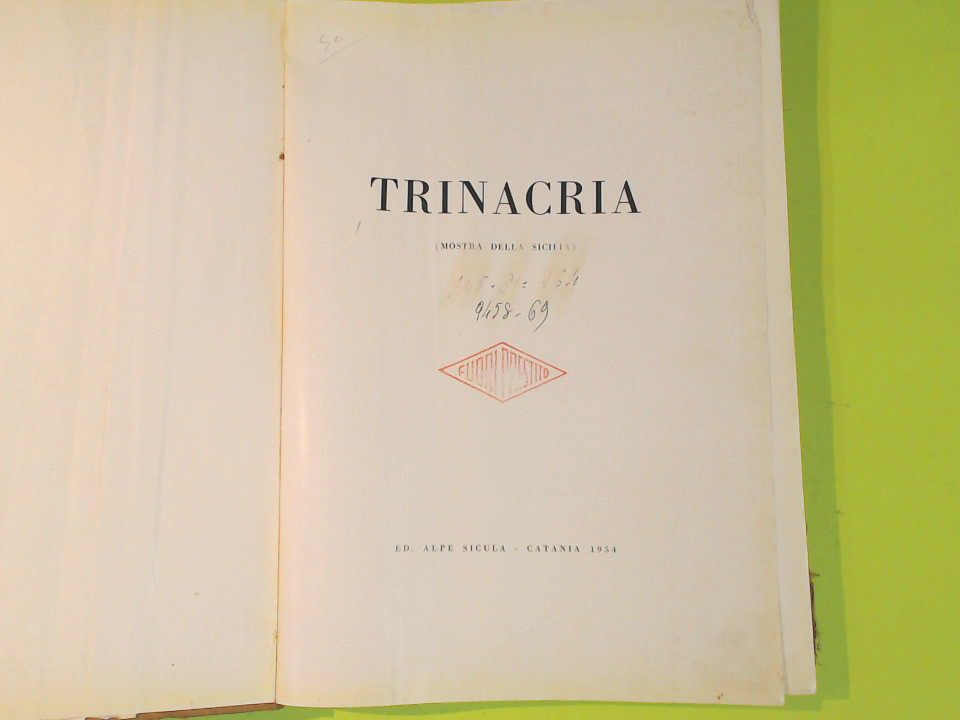 TRINACRIA
(MOSTRA DELLA SICILIA)
9458-69
FUORI PRESTITO
ED. ALPE SICULA - CATANIA 1954